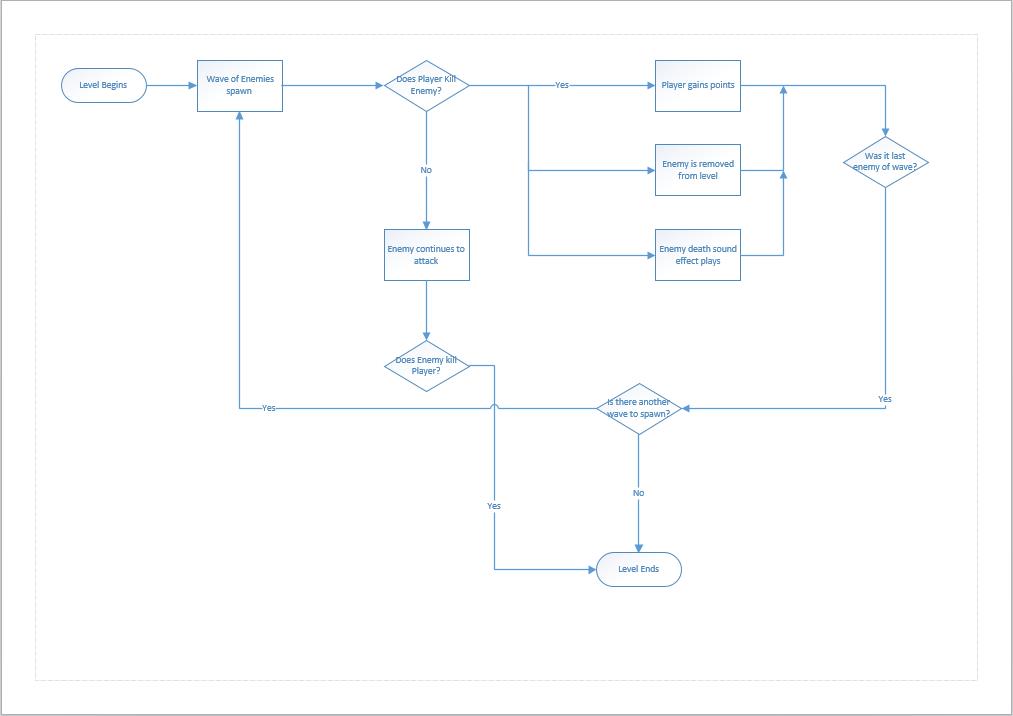 Level Begins
Wave of Enemies
spawn
Does Player Kill
Enemy?
Yes
Player gains points
Enemy is removed
from level
Enemy death sound
effect plays
Was it last
enemy of wave?
No
Enemy continues to
attack
Does Enemy kill
Player?
Yes
Is there another
wave to spawn?
Yes
No
Yes
Level Ends